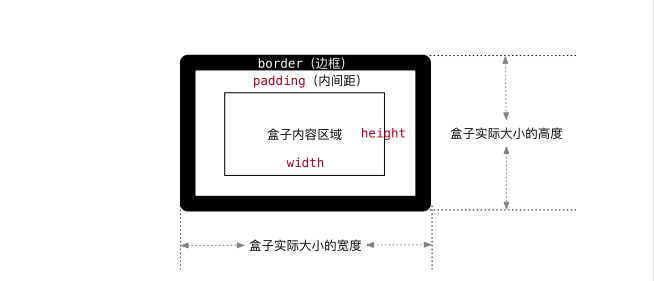 border（边框）
padding（内间距）
盒子内容区域
height
width
盒子实际大小的高度
盒子实际大小的宽度